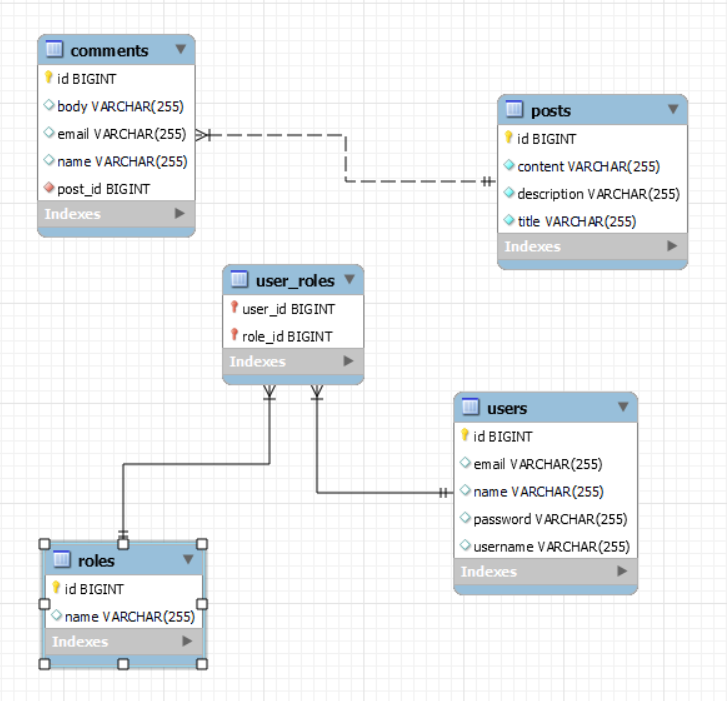 comments
id BIGINT
body VARCHAR(255)
email VARCHAR(255)
name VARCHAR(255)
post_id BIGINT
Indexes
posts
id BIGINT
content VARCHAR(255)
description VARCHAR(255)
title VARCHAR(255)
Indexes
user_roles
user_id BIGINT
role_id BIGINT
Indexes
users
id BIGINT
email VARCHAR(255)
name VARCHAR(255)
password VARCHAR(255)
username VARCHAR(255)
Indexes
roles
id BIGINT
name VARCHAR(255)
Indexes